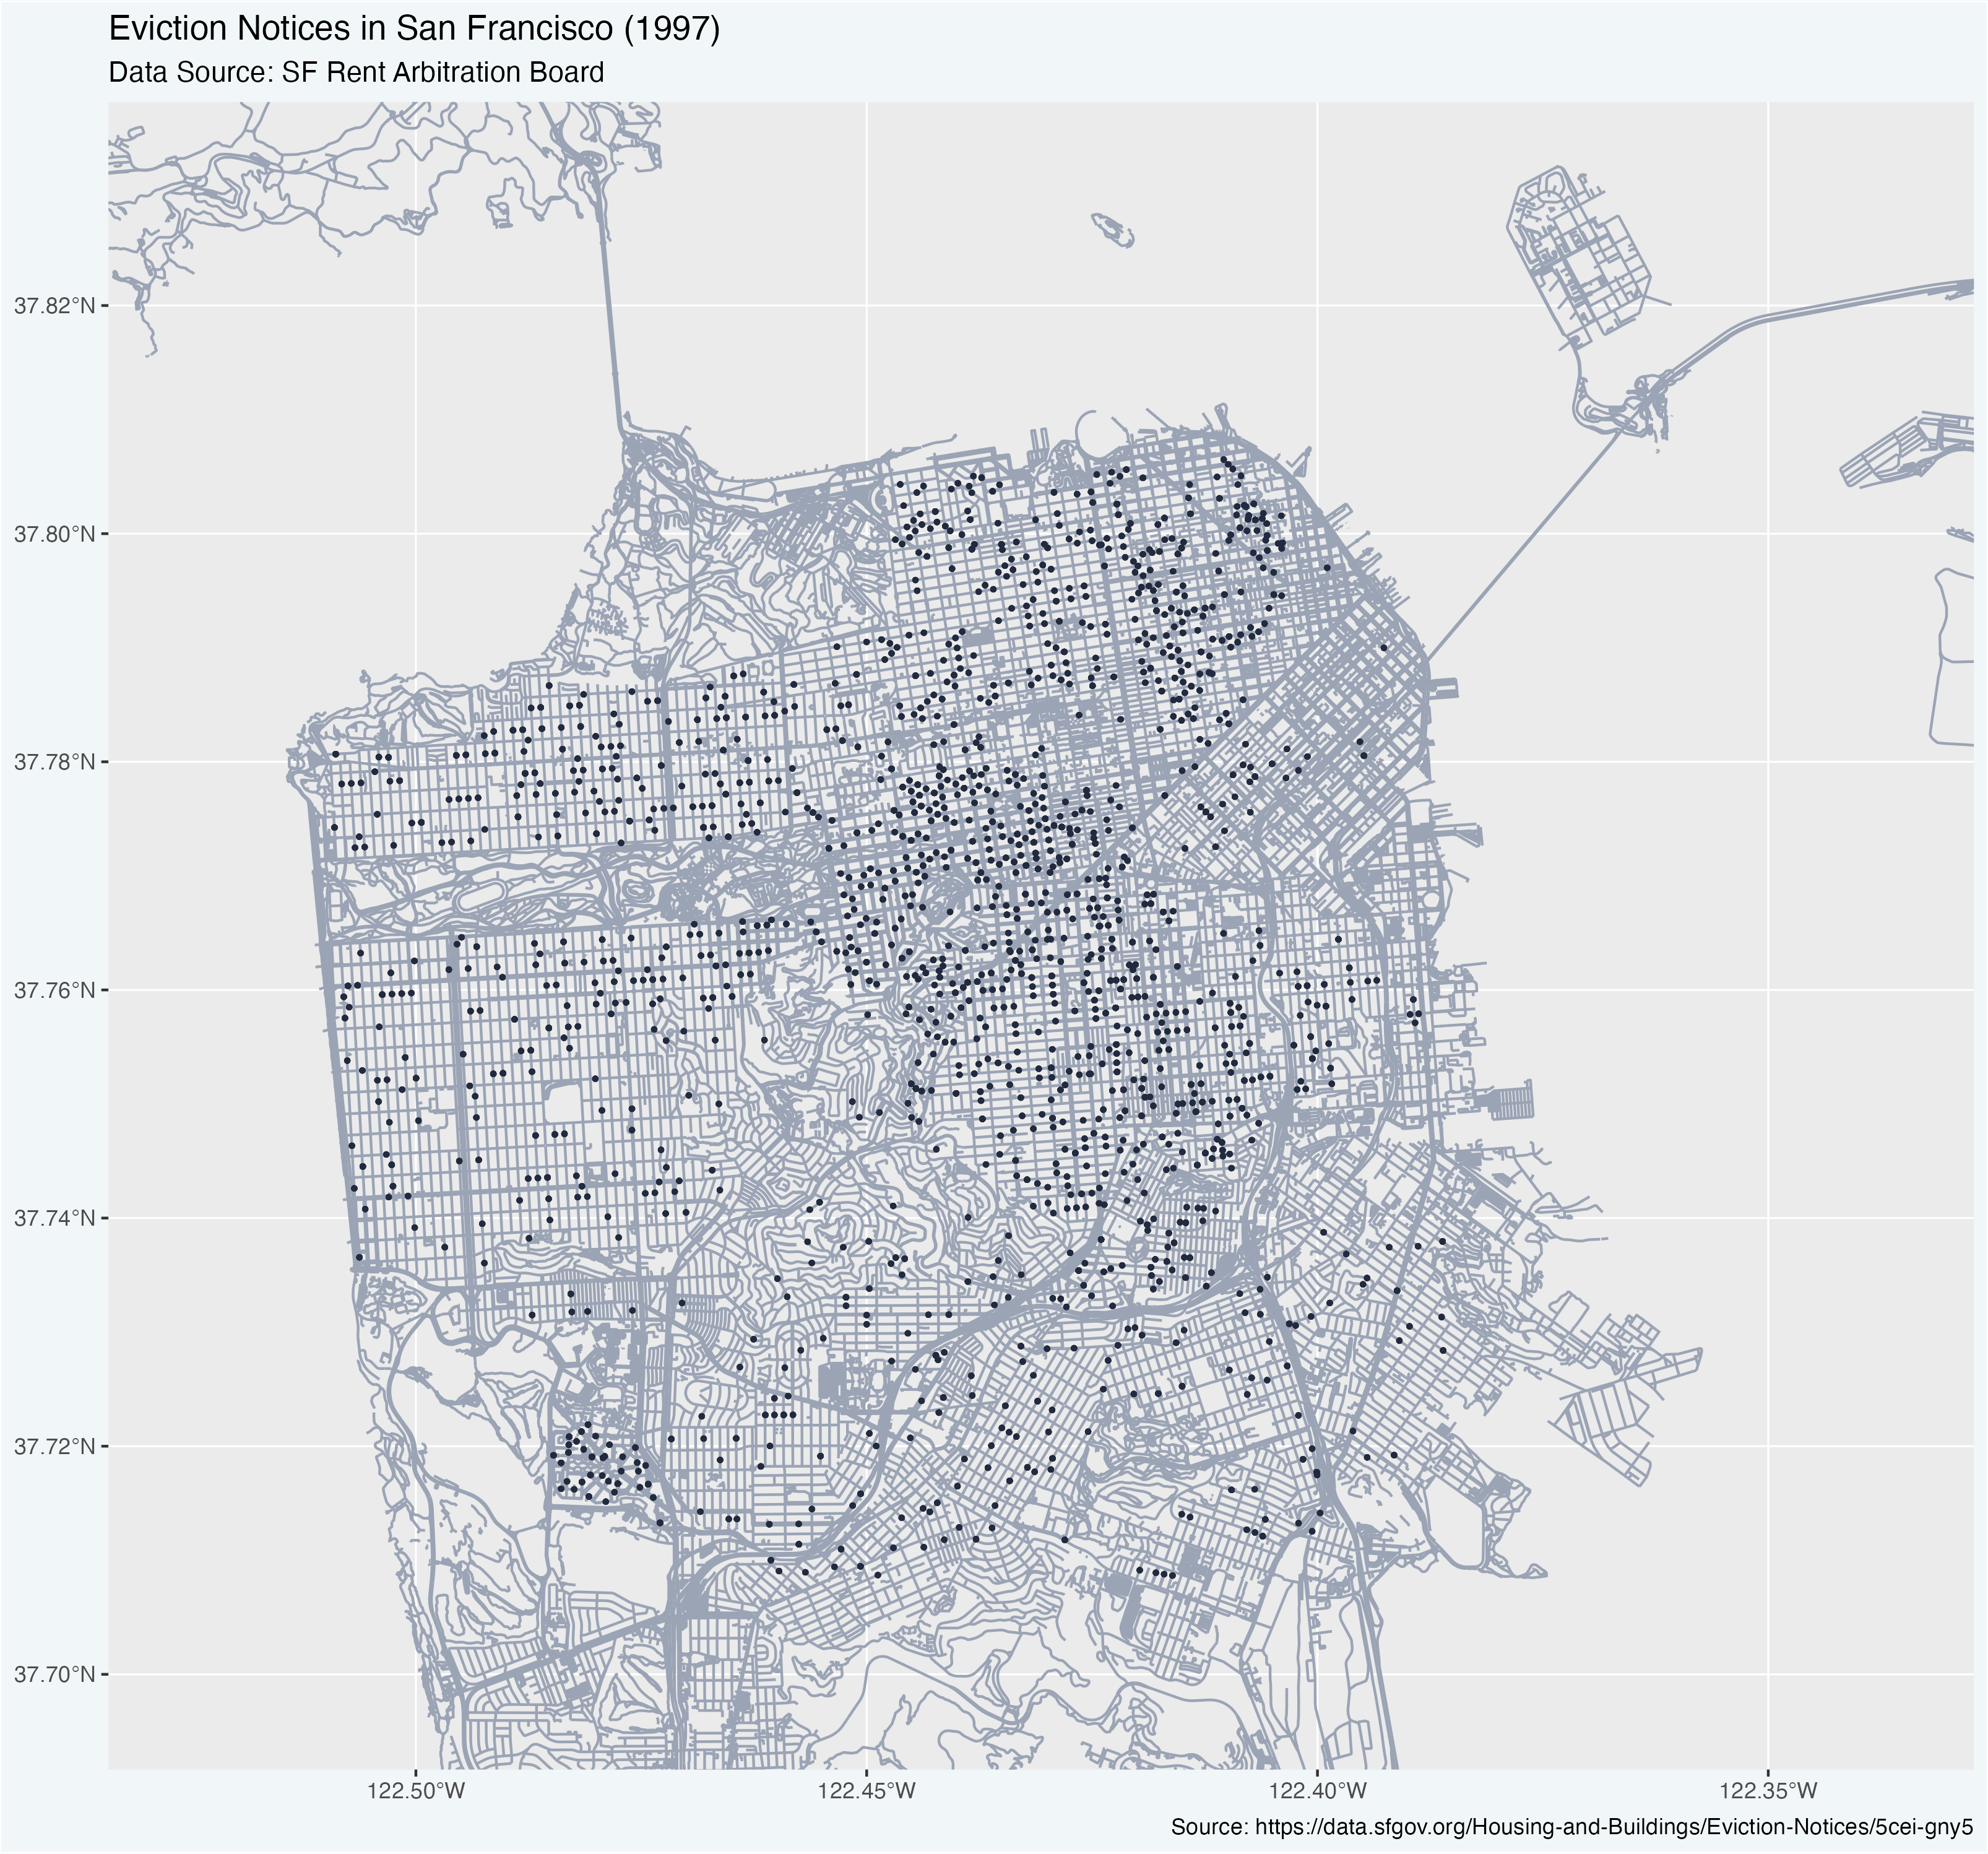 Eviction Notices in San Francisco (1997)
Data Source: SF Rent Arbitration Board
37.82°N
37.80°N
37.78°N
37.76°N
37.74°N
37.72°N
37.70°N
122.50°W
122.45°W
122.40°W
122.35°W
Source: https://data.sfgov.org/Housing-and-Buildings/Eviction-Notices/5cei-gny5